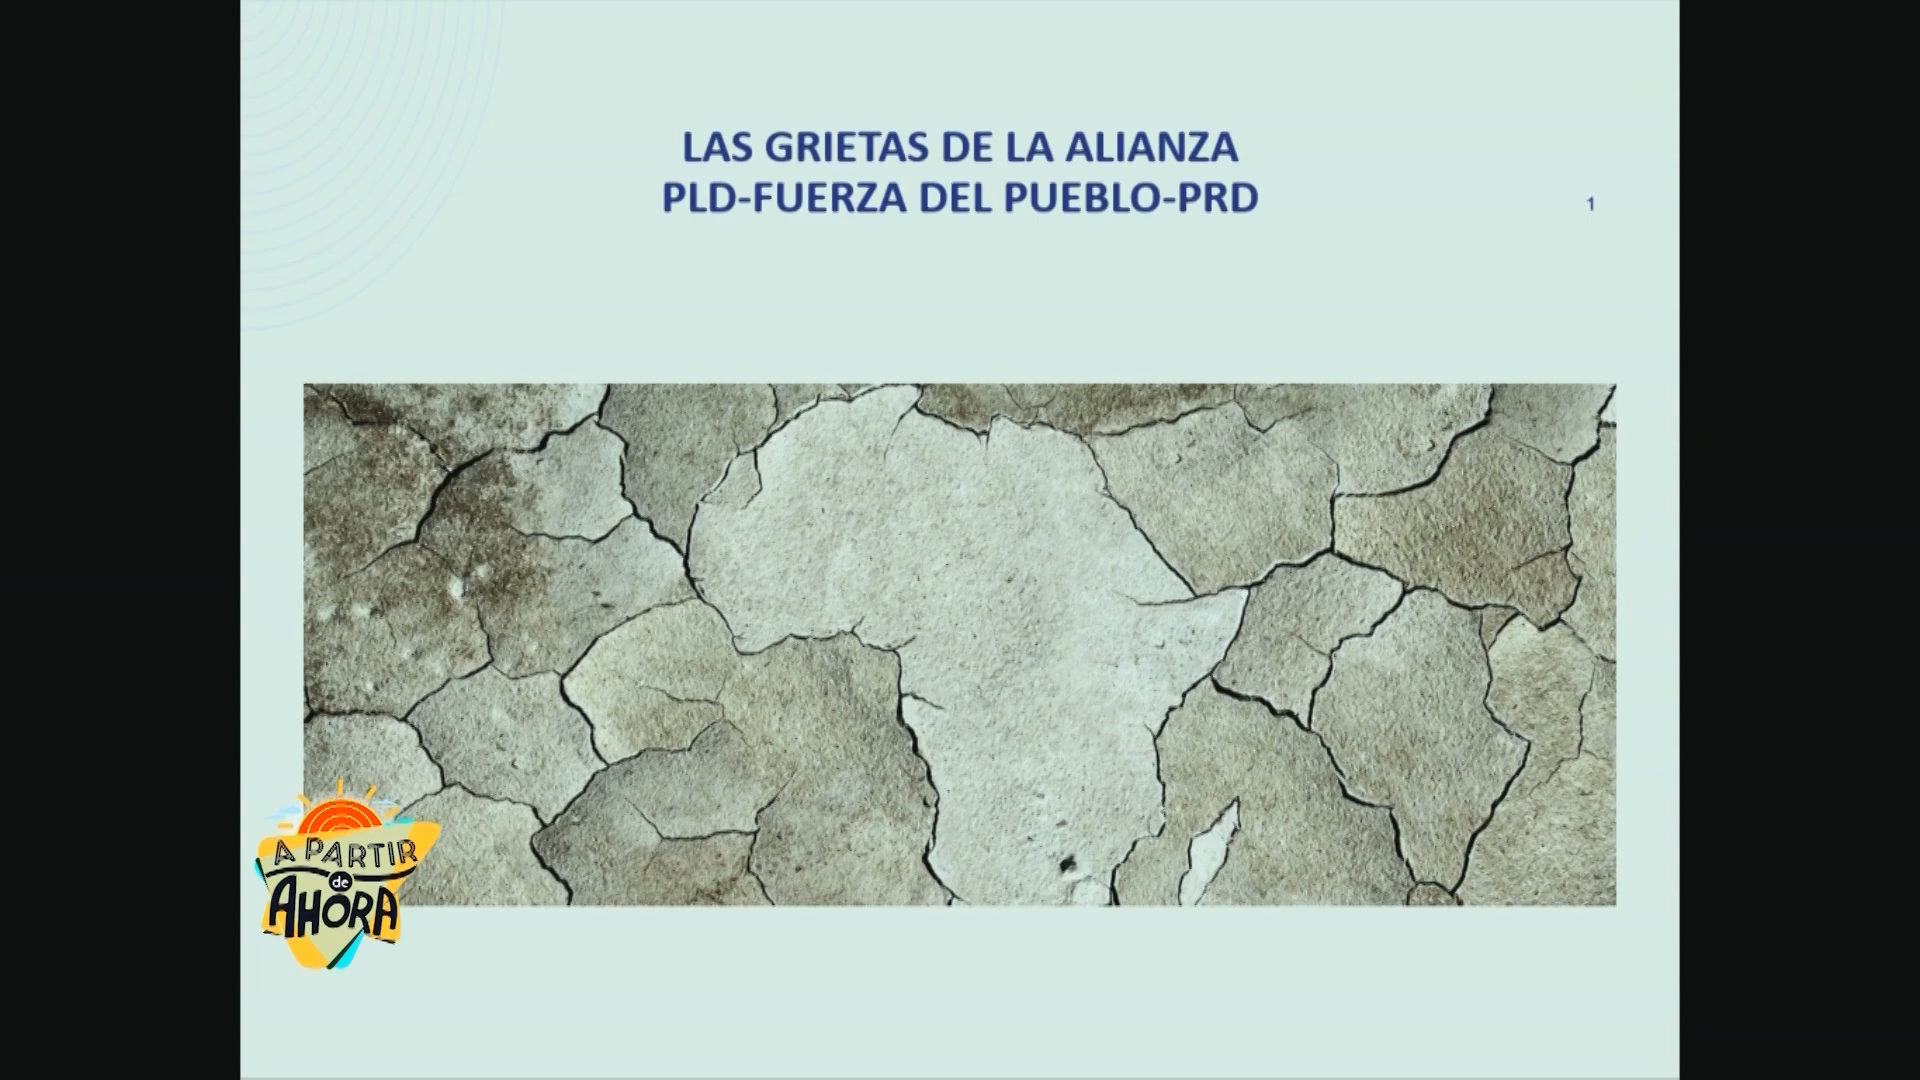 LAS GRIETAS DE LA ALIANZA
PLD-FUERZA DEL PUEBLO-PRD
1
A PARTIR
de
AHORA